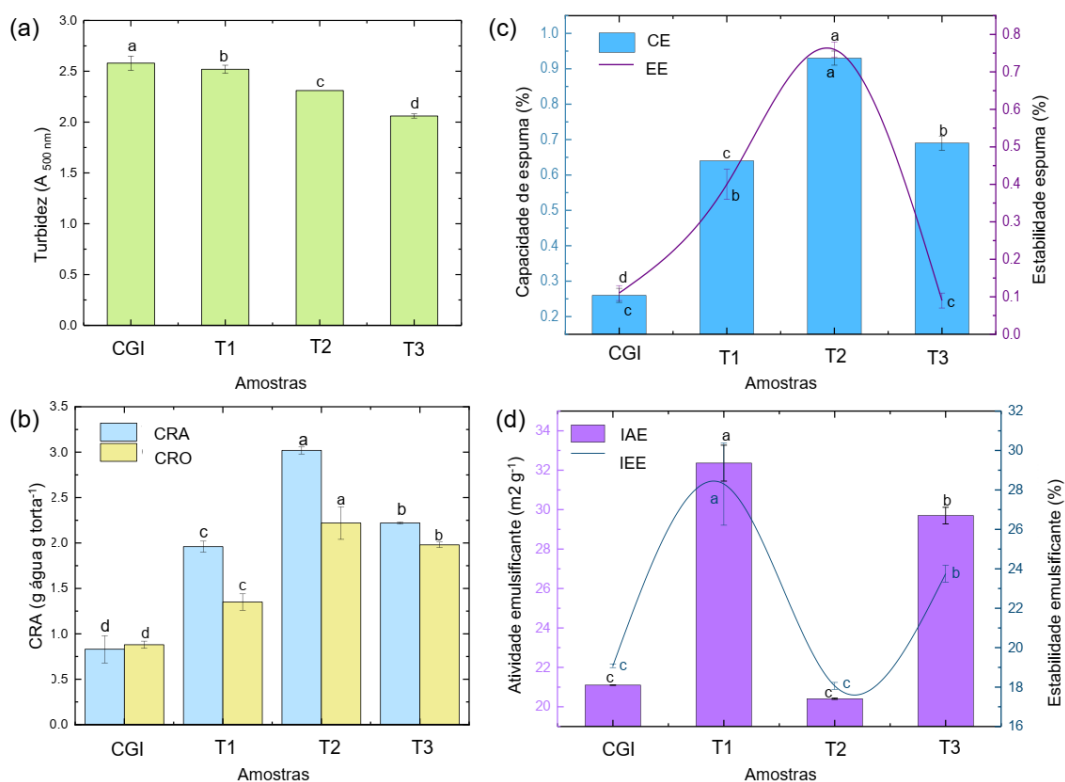 (a)
3.0
2.5
2.0
1.5
1.0
0.5
0.0
Turbidez (A 500 nm)
a
b
c
d
CGI
T1
T2
T3
Amostras
(c)
CE
EE
1.0
0.9
0.8
0.7
0.6
0.5
0.4
0.3
0.2
Capacidade de espuma (%)
0.8
0.7
0.6
0.5
0.4
0.3
0.2
0.1
0.0
Estabilidade espuma (%)
d
c
c
b
a
a
b
c
CGI
T1
T2
T3
Amostras
(b)
CRA
CRO
3.5
3.0
2.5
2.0
1.5
1.0
0.5
0.0
CRA (g água g torta-1)
d
d
c
c
a
a
b
b
CGI
T1
T2
T3
Amostras
(d)
IAE
IEE
34
32
30
28
26
24
22
21
20
Atividade emulsificante (m2 g-1)
32
30
28
26
24
22
20
18
16
Estabilidade emulsificante (%)
c
c
a
a
c
c
b
b
CGI
T1
T2
T3
Amostras